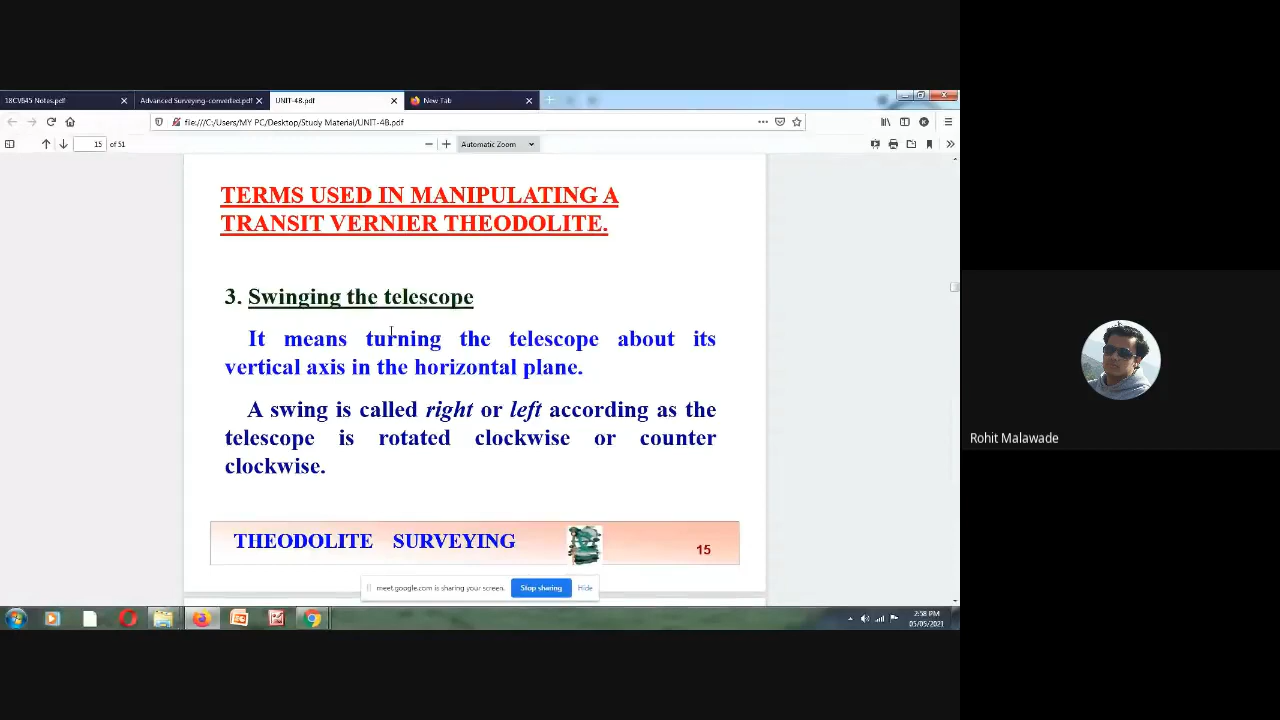 18CV645 Notes.pdf
Advanced Surveying-converted.pdf
UNIT-4B.pdf
New Tab
file:///C:/Users/MY PC/Desktop/Study Material/UNIT-4B.pdf
15 of 51
Automatic Zoom
TERMS USED IN MANIPULATING A
TRANSIT VERNIER THEODOLITE.
3. Swinging the telescope
It means turning the telescope about its
vertical axis in the horizontal plane.
A swing is called right or left according as the
telescope is rotated clockwise or counter
clockwise.
THEODOLITE SURVEYING
15
meet.google.com is sharing your screen.
Stop sharing
Hide
2:58 PM
05/05/2021
Rohit Malawade